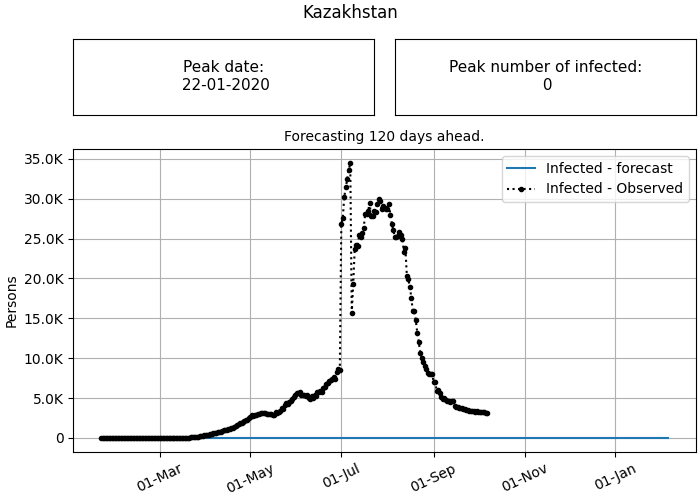 Kazakhstan
Peak date:
22-01-2020
Peak number of infected:
0
Forecasting 120 days ahead.
Infected - forecast
Infected - Observed
Persons
35.0K
30.0K
25.0K
20.0K
15.0K
10.0K
5.0K
0
01-Mar
01-May
01-Jul
01-Sep
01-Nov
01-Jan